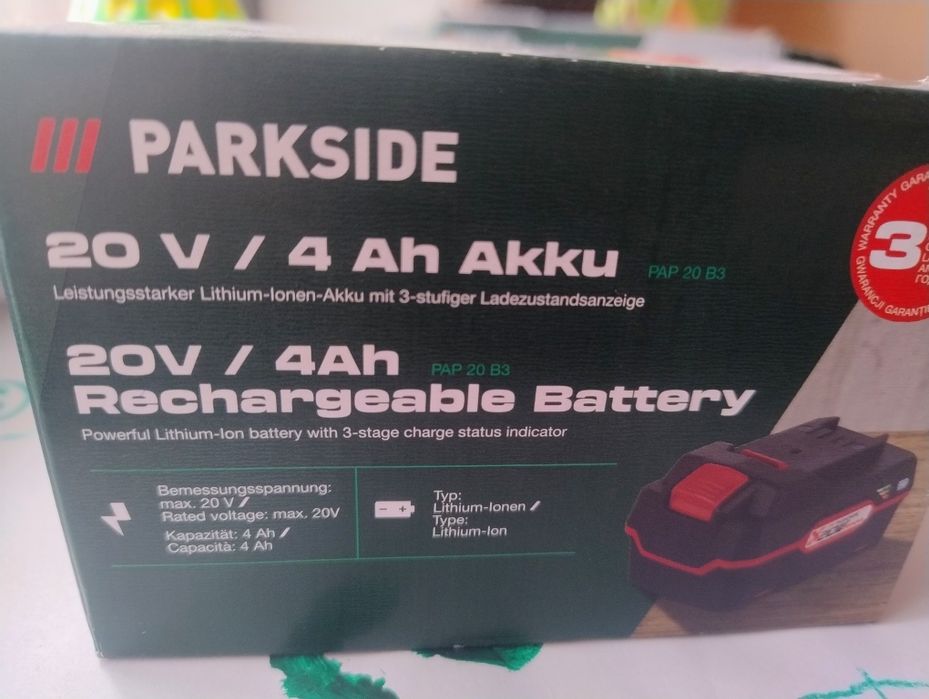 PARKSIDE
20 V / 4 Ah Akku PAP 20 B3
Leistungsstarker Lithium-Ionen-Akku mit 3-stufiger Ladezustandsanzeige
20V / 4Ah PAP 20 B3
Rechargeable Battery
Powerful Lithium-Ion battery with 3-stage charge status indicator
Bemessungsspannung:
max. 20 V /
Rated voltage: max. 20V
Kapazität: 4 Ah /
Capacità: 4 Ah
Typ:
Lithium-Ionen /
Type:
Lithium-Ion
WARRANTY
3
GWARANCJI